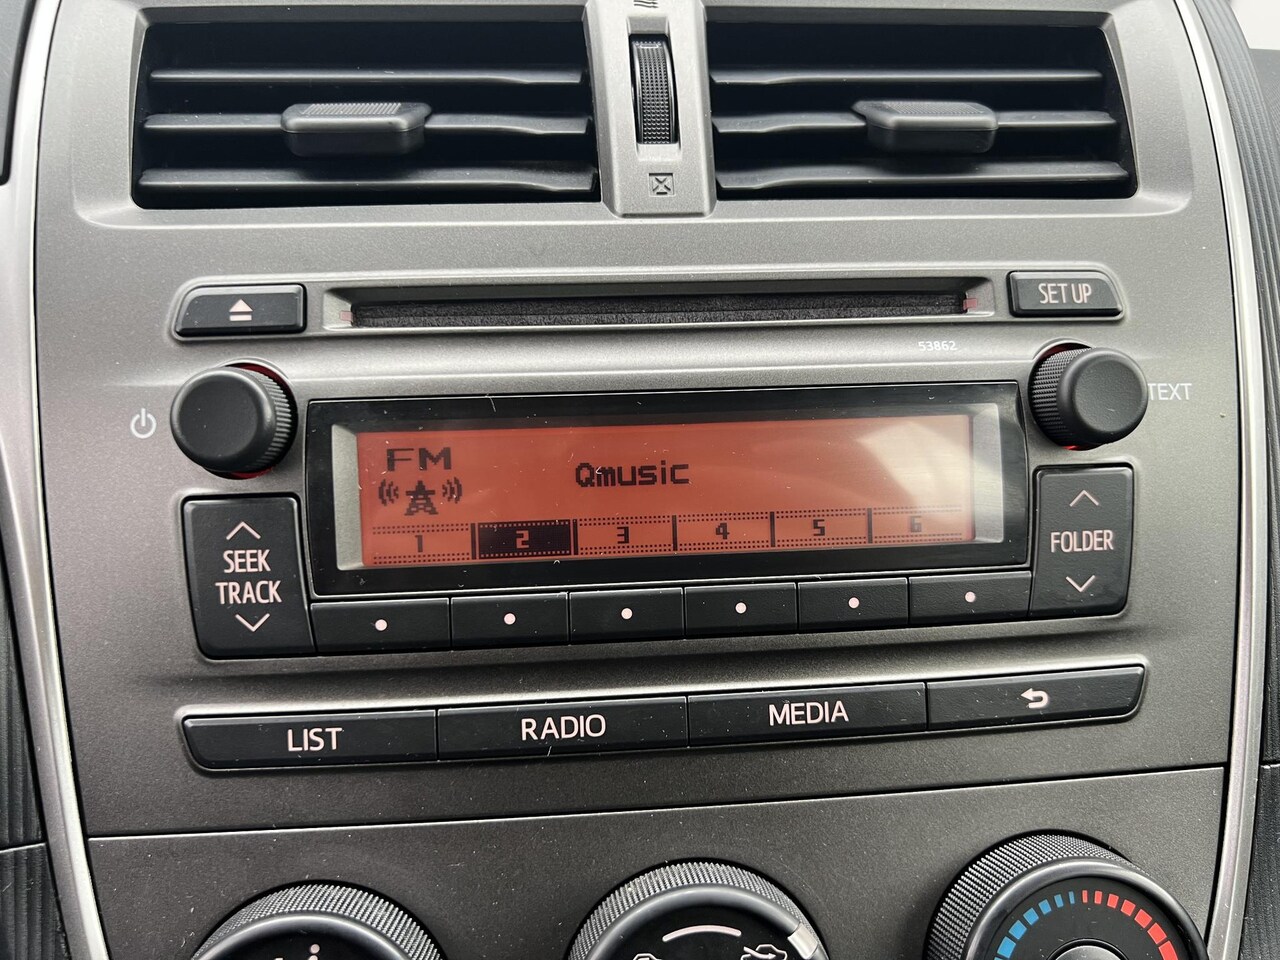 SET UP
53862
TEXT
FM
Qmusic
1 2 3 4 5 6
SEEK
TRACK
FOLDER
LIST
RADIO
MEDIA